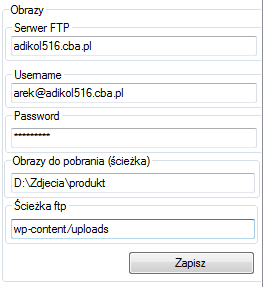 Obrazy
Serwer FTP
adikol516.cba.pl
Username
arek@adikol516.cba.pl
Password
*********
Obrazy do pobrania (ścieżka)
D:\Zdjecia\produkt
Ścieżka ftp
wp-content/uploads
Zapisz